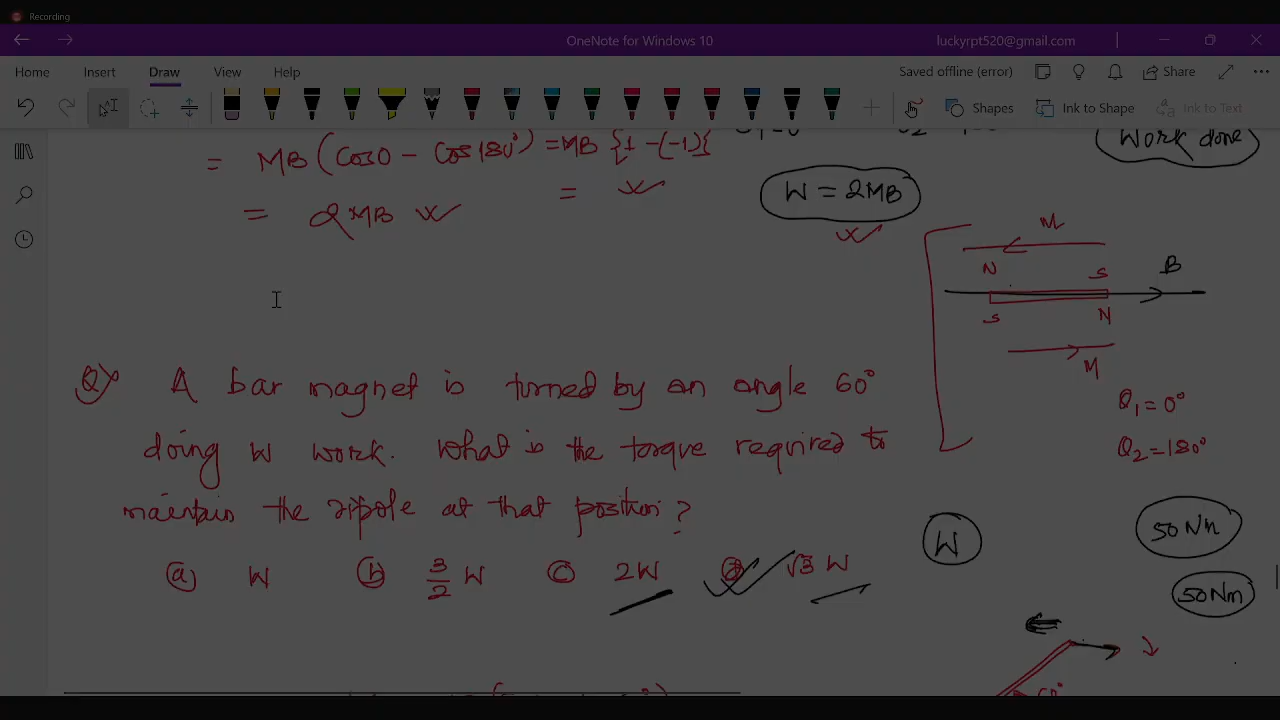 Recording
OneNote for Windows 10
luckyrpt520@gmail.com
Home Insert Draw View Help
Saved offline (error)
Share
Shapes
Ink to Shape
Ink to Text
= MB (Cos0 - Cos180°) = MB {1 -(-1)}
Work done
= 2MB
=
W = 2MB
M
N S
B
S N
M
θ1 = 0°
θ2 = 180°
Q) A bar magnet is turned by an angle 60°
doing W work. What is the torque required to
maintain the dipole at that position?
(a) W (b) 3/2 W (c) 2W (d) √3 W
W
50 Nm
50 Nm
60°